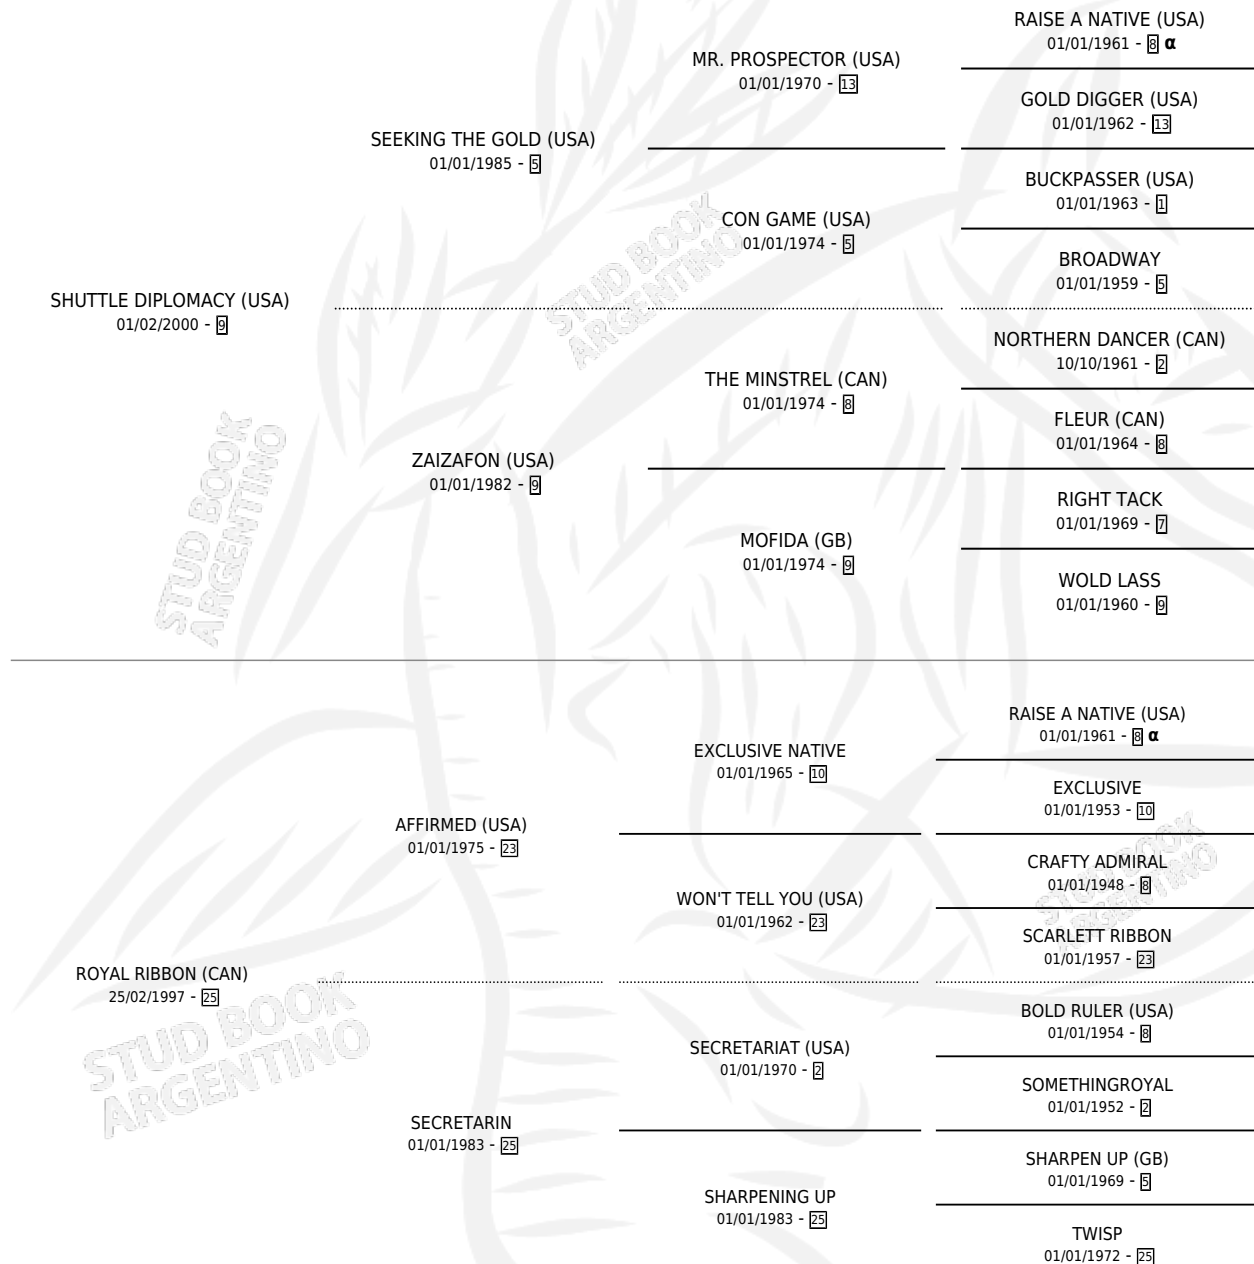 RAISE A NATIVE (USA)
01/01/1961 - 8 α
MR. PROSPECTOR (USA)
01/01/1970 - 13
GOLD DIGGER (USA)
01/01/1962 - 13
SEEKING THE GOLD (USA)
01/01/1985 - 5
BUCKPASSER (USA)
01/01/1963 - 1
CON GAME (USA)
01/01/1974 - 5
BROADWAY
01/01/1959 - 5
SHUTTLE DIPLOMACY (USA)
01/02/2000 - 9
NORTHERN DANCER (CAN)
10/10/1961 - 2
THE MINSTREL (CAN)
01/01/1974 - 8
FLEUR (CAN)
01/01/1964 - 8
ZAIZAFON (USA)
01/01/1982 - 9
RIGHT TACK
01/01/1969 - 7
MOFIDA (GB)
01/01/1974 - 9
WOLD LASS
01/01/1960 - 9
RAISE A NATIVE (USA)
01/01/1961 - 8 α
EXCLUSIVE NATIVE
01/01/1965 - 10
EXCLUSIVE
01/01/1953 - 10
AFFIRMED (USA)
01/01/1975 - 23
CRAFTY ADMIRAL
01/01/1948 - 8
WON'T TELL YOU (USA)
01/01/1962 - 23
SCARLETT RIBBON
01/01/1957 - 23
ROYAL RIBBON (CAN)
25/02/1997 - 25
BOLD RULER (USA)
01/01/1954 - 8
SECRETARIAT (USA)
01/01/1970 - 2
SOMETHINGROYAL
01/01/1952 - 2
SECRETARIN
01/01/1983 - 25
SHARPEN UP (GB)
01/01/1969 - 5
SHARPENING UP
01/01/1983 - 25
TWISP
01/01/1972 - 25
STUD BOOK
ARGENTINO
STUD BOOK
ARGENTINO
STUD BOOK
ARGENTINO
STUD BOOK
ARGENTINO